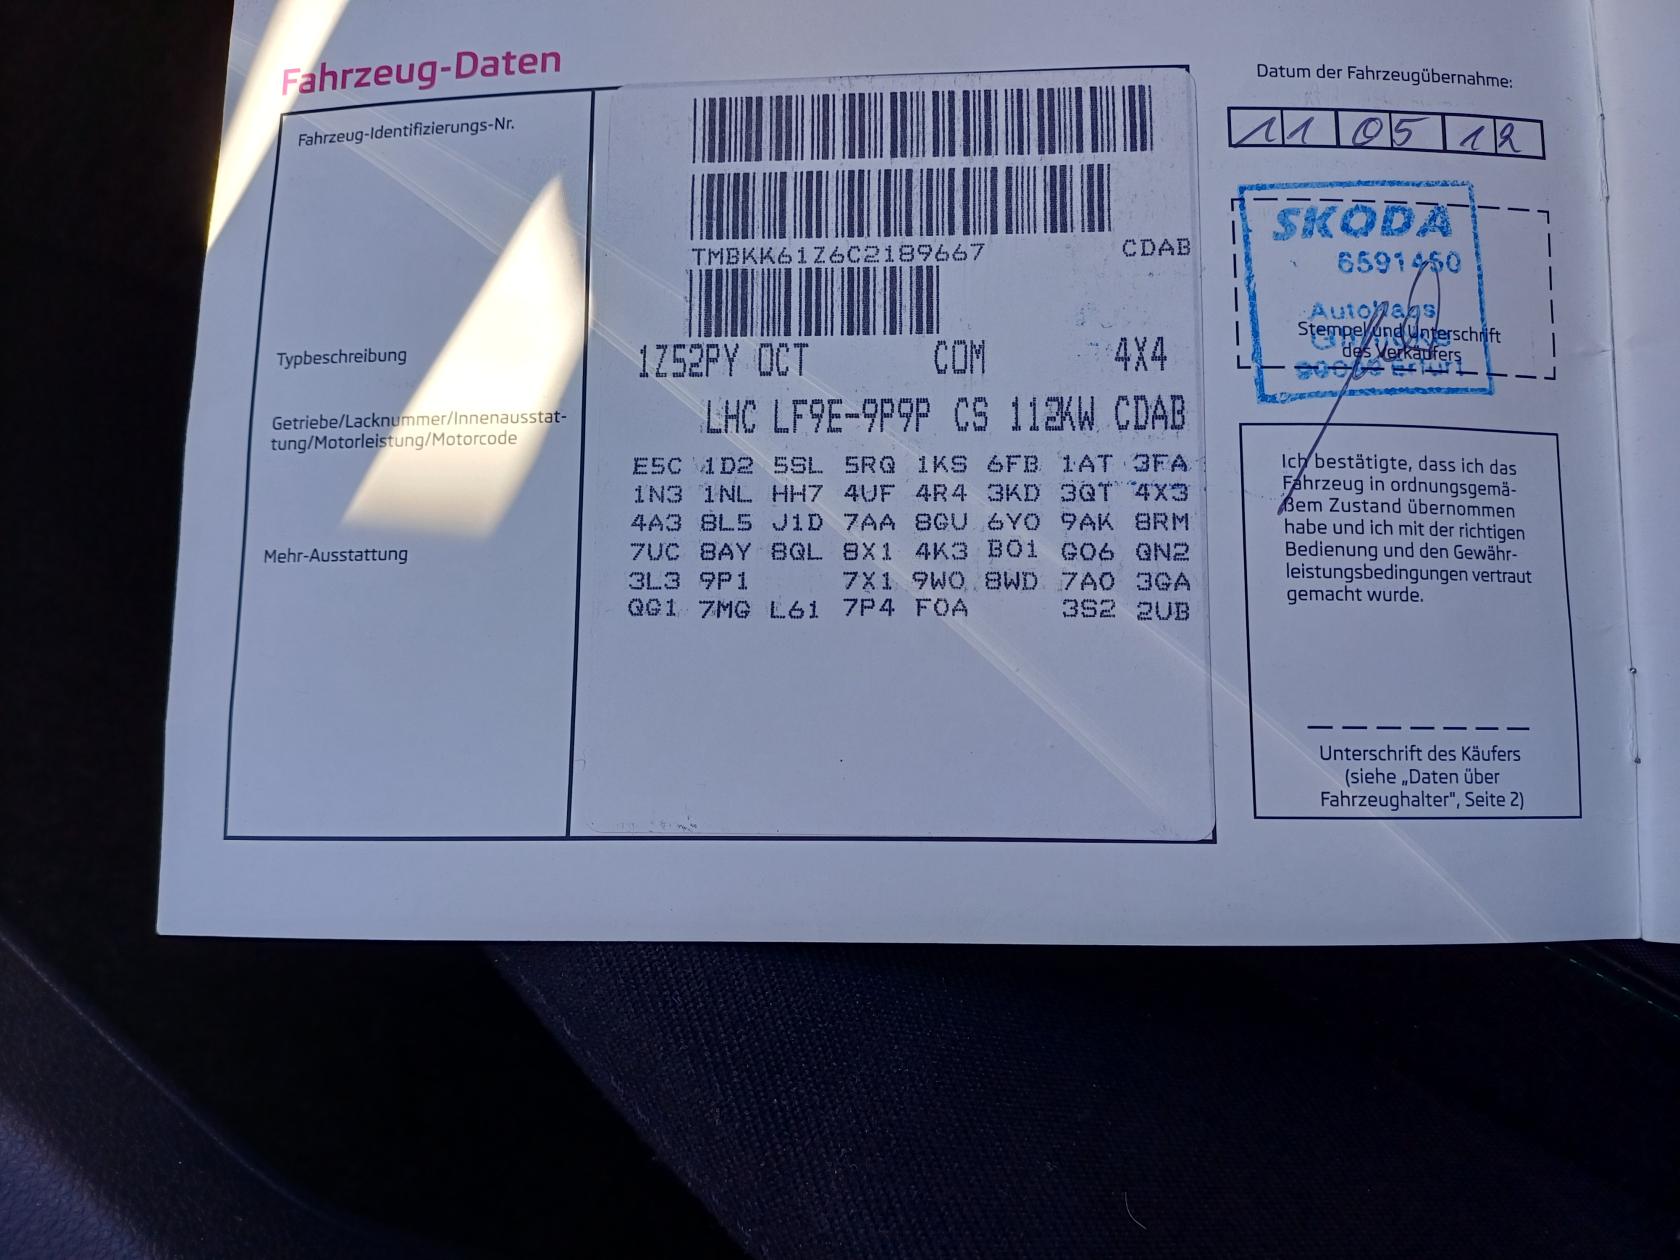 Fahrzeug-Daten
Fahrzeug-Identifizierungs-Nr.
TMBKK61Z6C2189667 CDAB
Typbeschreibung
1Z52PY OCT COM 4X4
Getriebe/Lacknummer/Innenausstat-
tung/Motorleistung/Motorcode
LHC LF9E-9P9P CS 112KW CDAB
Mehr-Ausstattung
E5C 1D2 5SL 5RQ 1KS 6FB 1AT 3FA
1N3 1NL HH7 4UF 4R4 3KD 3QT 4X3
4A3 8L5 J1D 7AA 8GU 6Y0 9AK 8RM
7UC 8AY 8QL 8X1 4K3 B01 G06 QN2
3L3 9P1 7X1 9W0 8WD 7A0 3GA
QG1 7MG L61 7P4 F0A 3S2 2UB
Datum der Fahrzeugübernahme:
11 05 12
SKODA
6591450
Stempel und Unterschrift
des Verkäufers
Erfurt
Ich bestätigte, dass ich das
Fahrzeug in ordnungsgemä-
ßem Zustand übernommen
habe und ich mit der richtigen
Bedienung und den Gewähr-
leistungsbedingungen vertraut
gemacht wurde.
Unterschrift des Käufers
(siehe „Daten über
Fahrzeughalter", Seite 2)